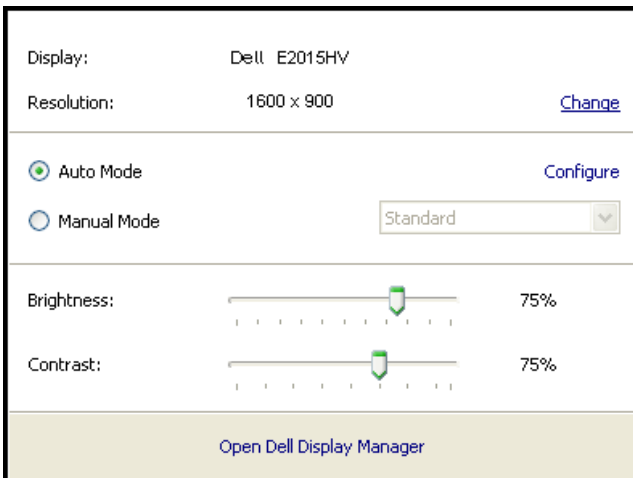 Display: Dell E2015HV
Resolution: 1600 x 900 Change
Auto Mode Configure
Manual Mode Standard
Brightness: 75%
Contrast: 75%
Open Dell Display Manager